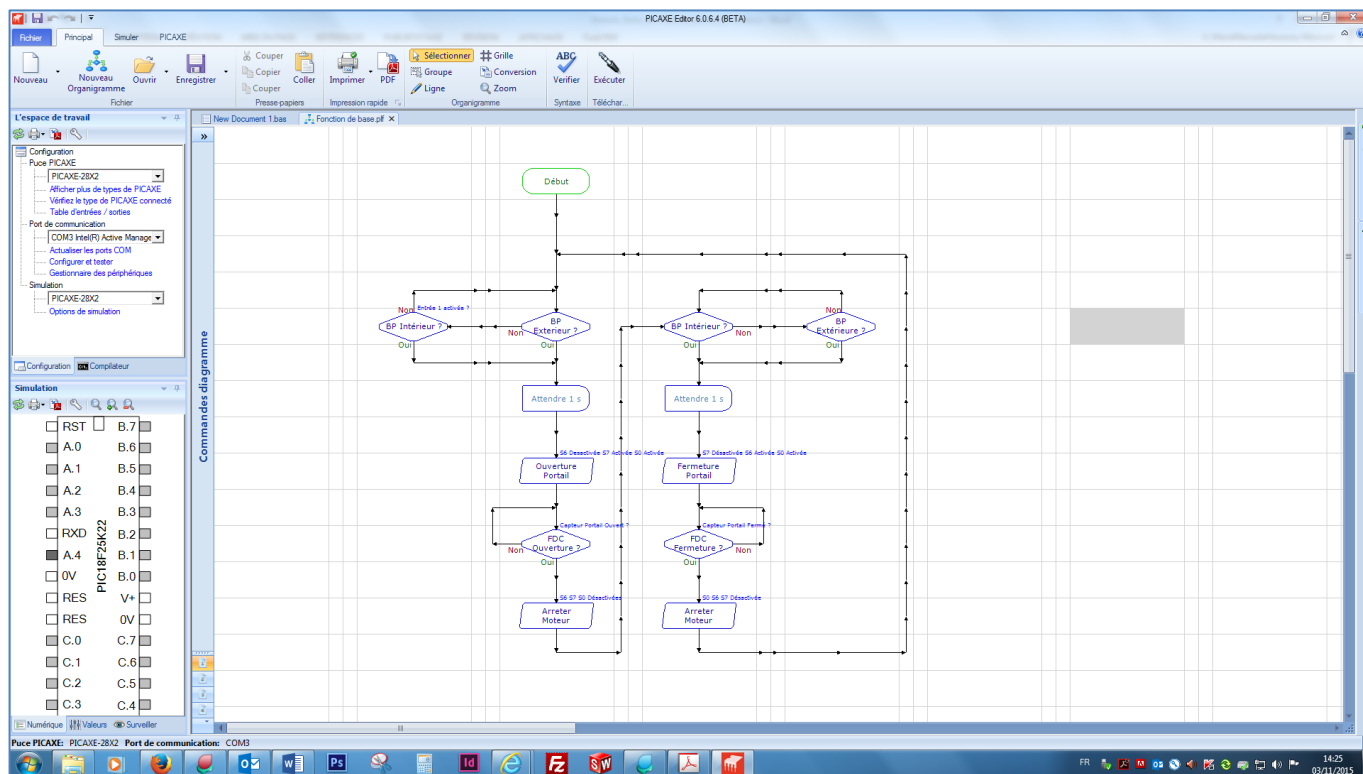 PICAXE Editor 6.0.6.4 (BETA)
Fichier Principal Simuler PICAXE
Nouveau
Nouveau Organigramme
Ouvrir
Enregistrer
Fichier
Couper
Copier
Couper
Coller
Presse-papiers
Imprimer
PDF
Impression rapide
Sélectionner
Groupe
Ligne
Grille
Conversion
Zoom
Organigramme
ABC
Verifier
Syntaxe
Exécuter
Téléchar...
L'espace de travail
Configuration
Puce PICAXE
PICAXE-28X2
Afficher plus de types de PICAXE
Vérifiez le type de PICAXE connecté
Table d'entrées / sorties
Port de communication
COM3 Intel(R) Active Manage
Actualiser les ports COM
Configurer et tester
Gestionnaire des périphériques
Simulation
PICAXE-28X2
Options de simulation
Configuration Compilateur
Simulation
RST B.7
A.0 B.6
A.1 B.5
A.2 B.4
A.3 B.3
RXD B.2
A.4 B.1
0V B.0
RES V+
RES 0V
C.0 C.7
C.1 C.6
C.2 C.5
C.3 C.4
PIC18F25K22
Numérique Valeurs Surveiller
New Document 1.bas Fonction de base.plf
»
Commandes diagramme
Début
Non Entrée 1 activée ?
BP Intérieur ?
Oui
BP
Exterieur ?
Non
Oui
Attendre 1 s
S6 Desactivée S7 Activée S0 Activée
Ouverture
Portail
Capteur Portail Ouvert ?
FDC
Ouverture ?
Non
Oui
S6 S7 S0 Désactivées
Arreter
Moteur
BP Intérieur ?
Non
Oui
Non
BP
Extérieure ?
Oui
Attendre 1 s
S7 Désactivée S6 Activée S0 Activée
Fermeture
Portail
Capteur Portail Fermé ?
FDC
Fermeture ?
Non
Oui
S0 S6 S7 Désactivée
Arreter
Moteur
Puce PICAXE: PICAXE-28X2 Port de communication: COM3
Ps
Id
FR
14:25
03/11/2015